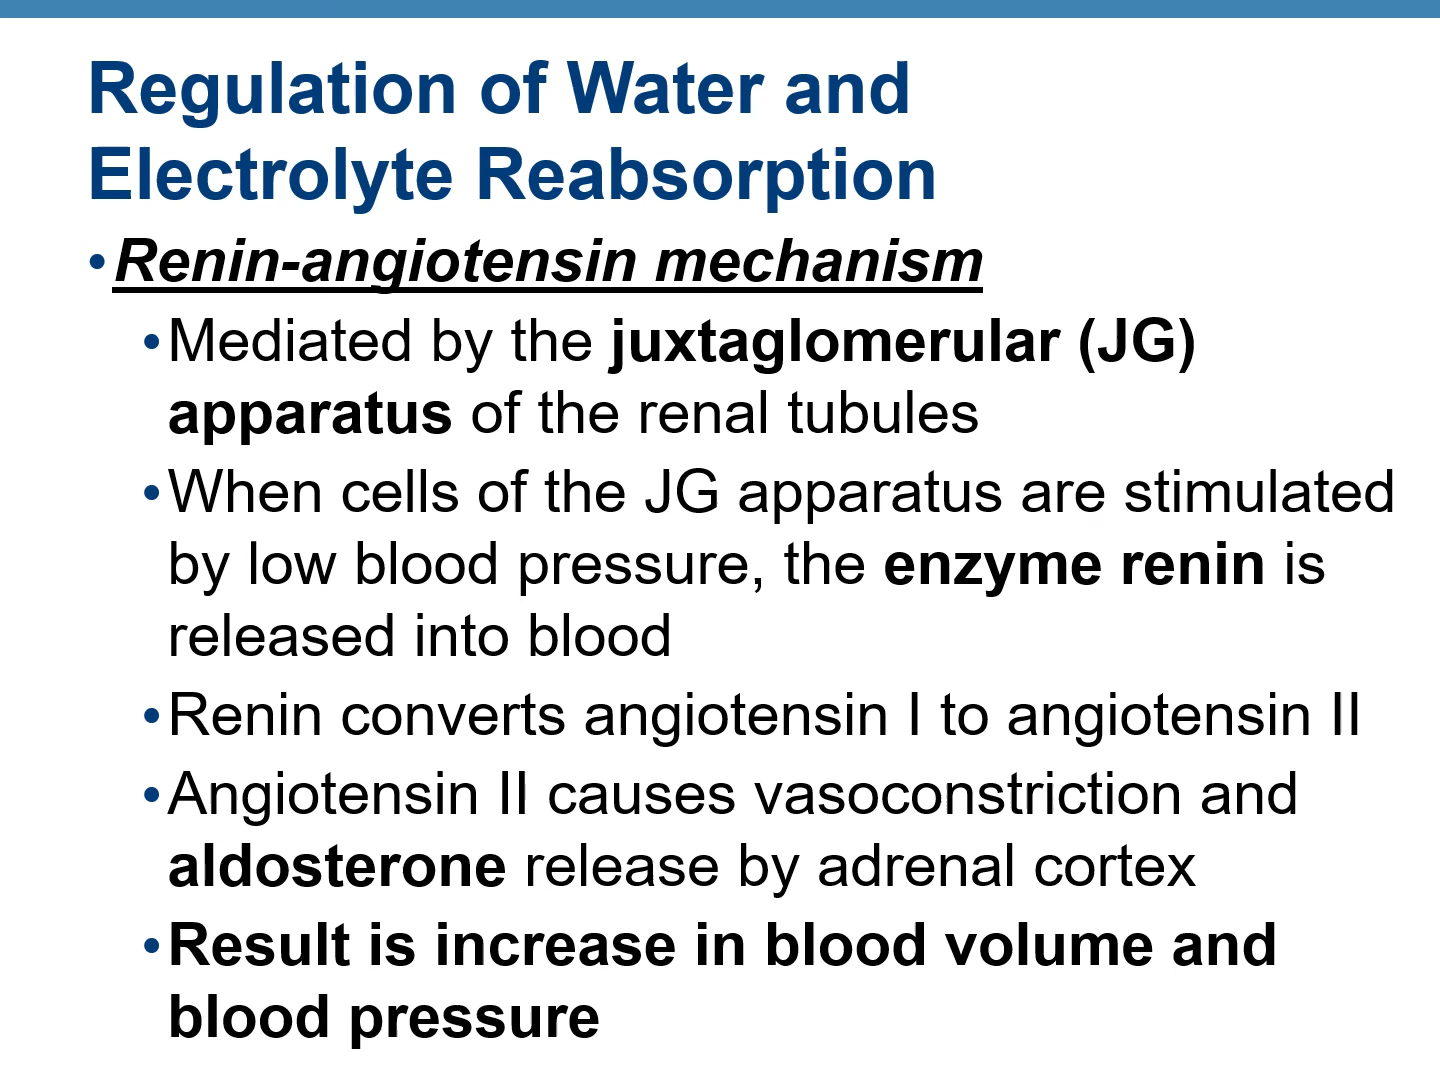 Regulation of Water and
Electrolyte Reabsorption
•Renin-angiotensin mechanism
•Mediated by the juxtaglomerular (JG)
apparatus of the renal tubules
•When cells of the JG apparatus are stimulated
by low blood pressure, the enzyme renin is
released into blood
•Renin converts angiotensin I to angiotensin II
•Angiotensin II causes vasoconstriction and
aldosterone release by adrenal cortex
•Result is increase in blood volume and
blood pressure